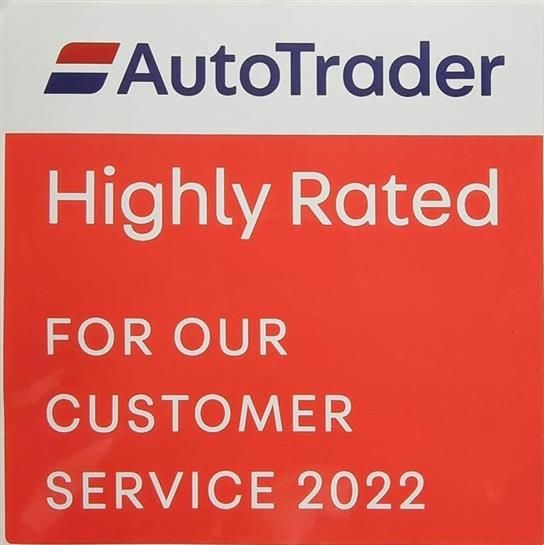 AutoTrader
Highly Rated
FOR OUR
CUSTOMER
SERVICE 2022